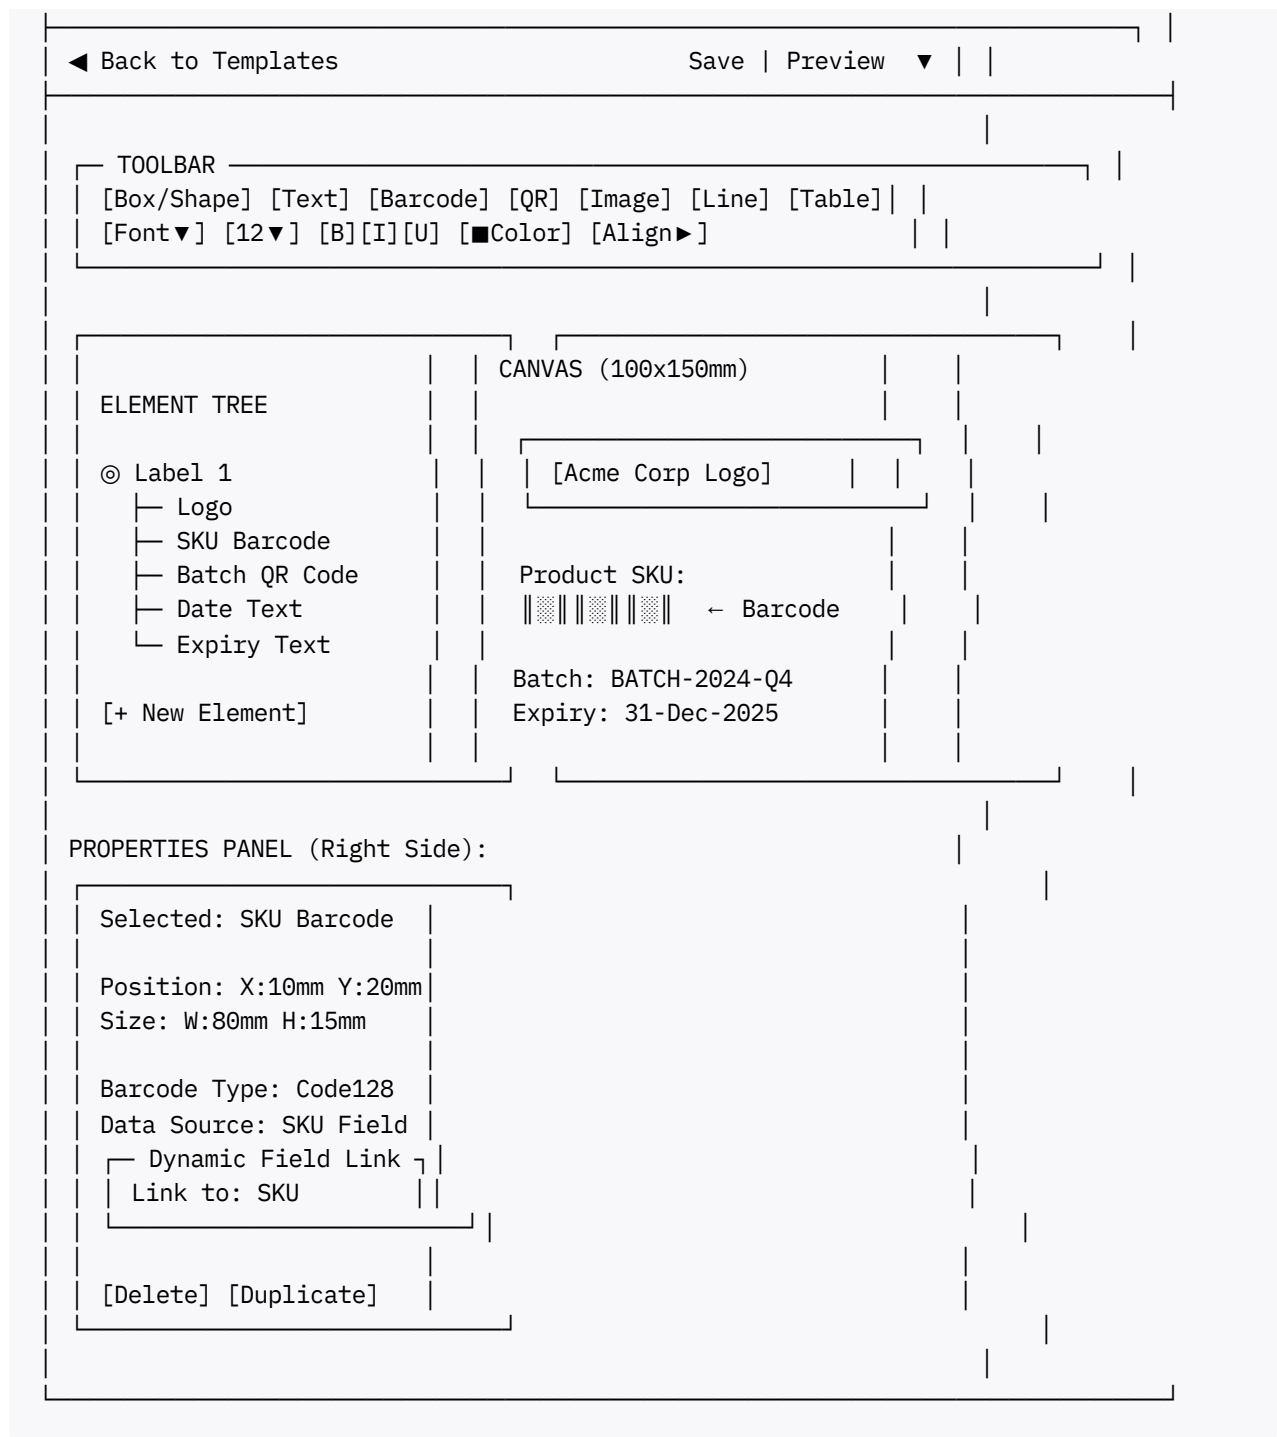 ◀ Back to Templates Save | Preview ▼
TOOLBAR
[Box/Shape] [Text] [Barcode] [QR] [Image] [Line] [Table]
[Font▼] [12▼] [B][I][U] [■Color] [Align►]
CANVAS (100x150mm)
ELEMENT TREE
◎ Label 1 [Acme Corp Logo]
├─ Logo
├─ SKU Barcode
├─ Batch QR Code Product SKU:
├─ Date Text ║░║║░║║░║ ← Barcode
└─ Expiry Text
Batch: BATCH-2024-Q4
[+ New Element] Expiry: 31-Dec-2025
PROPERTIES PANEL (Right Side):
Selected: SKU Barcode
Position: X:10mm Y:20mm
Size: W:80mm H:15mm
Barcode Type: Code128
Data Source: SKU Field
Dynamic Field Link
Link to: SKU
[Delete] [Duplicate]